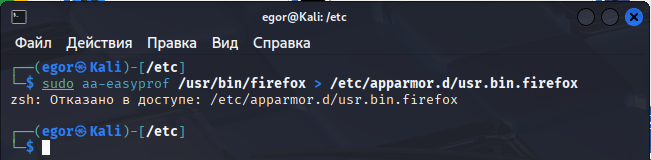 egor@Kali: /etc
Файл Действия Правка Вид Справка
┌──(egor㉿Kali)-[/etc]
└─$ sudo aa-easyprof /usr/bin/firefox > /etc/apparmor.d/usr.bin.firefox
zsh: Отказано в доступе: /etc/apparmor.d/usr.bin.firefox
┌──(egor㉿Kali)-[/etc]
└─$